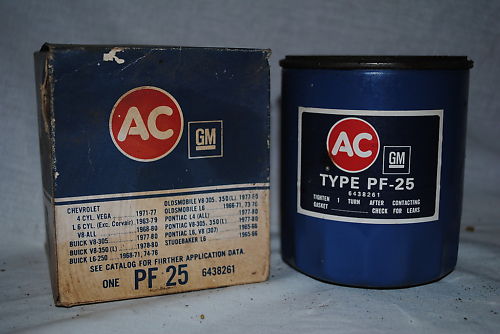 AC
GM
CHEVROLET
4 CYL. VEGA 1971-77
L 6 CYL. (Exc. Corvair) 1963-79
V8 ALL 1968-80
BUICK V8-305 1977-80
BUICK V8-350 (L) 1978-80
BUICK L6-250 1968-71, 74-76
OLDSMOBILE V8-305, 350 (L) 1977-80
OLDSMOBILE L6 1966-71, 73-75
PONTIAC L4 (ALL) 1977-80
PONTIAC V8-305, 350 (L) 1977-80
PONTIAC L6, V8 (307)
STUDEBAKER L6 1965-66
SEE CATALOG FOR FURTHER APPLICATION DATA.
ONE PF 25 6438261
AC
GM
TYPE PF-25
6438261
TIGHTEN 1 TURN AFTER CONTACTING
GASKET CHECK FOR LEAKS